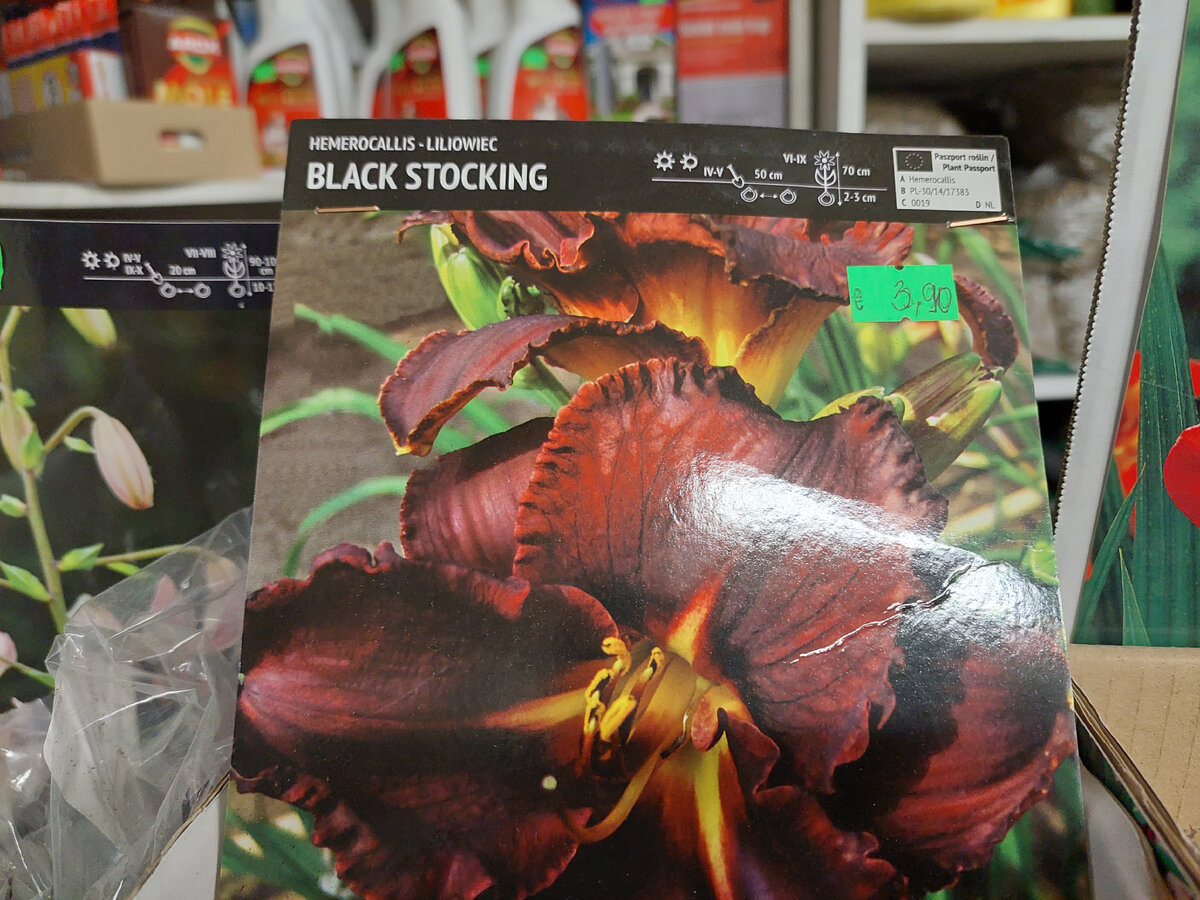 HEMEROCALLIS - LILIOWIEC
BLACK STOCKING
IV-V
50 cm
VI-IX
70 cm
2-3 cm
Paszport roślin /
Plant Passport
A Hemerocallis
B PL-30/14/17383
C 0019 D NL
3,90
IV-V
IX-X
20 cm
VII-VIII